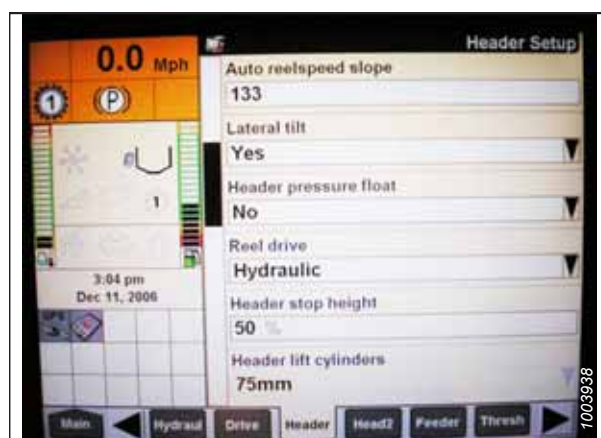 Header Setup
0.0 Mph
1
(P)
1
3:04 pm
Dec 11, 2006
Auto reelspeed slope
133
Lateral tilt
Yes
Header pressure float
No
Reel drive
Hydraulic
Header stop height
50 %
Header lift cylinders
75mm
Main
Hydraul
Drive
Header
Head2
Feeder
Thresh
1003938